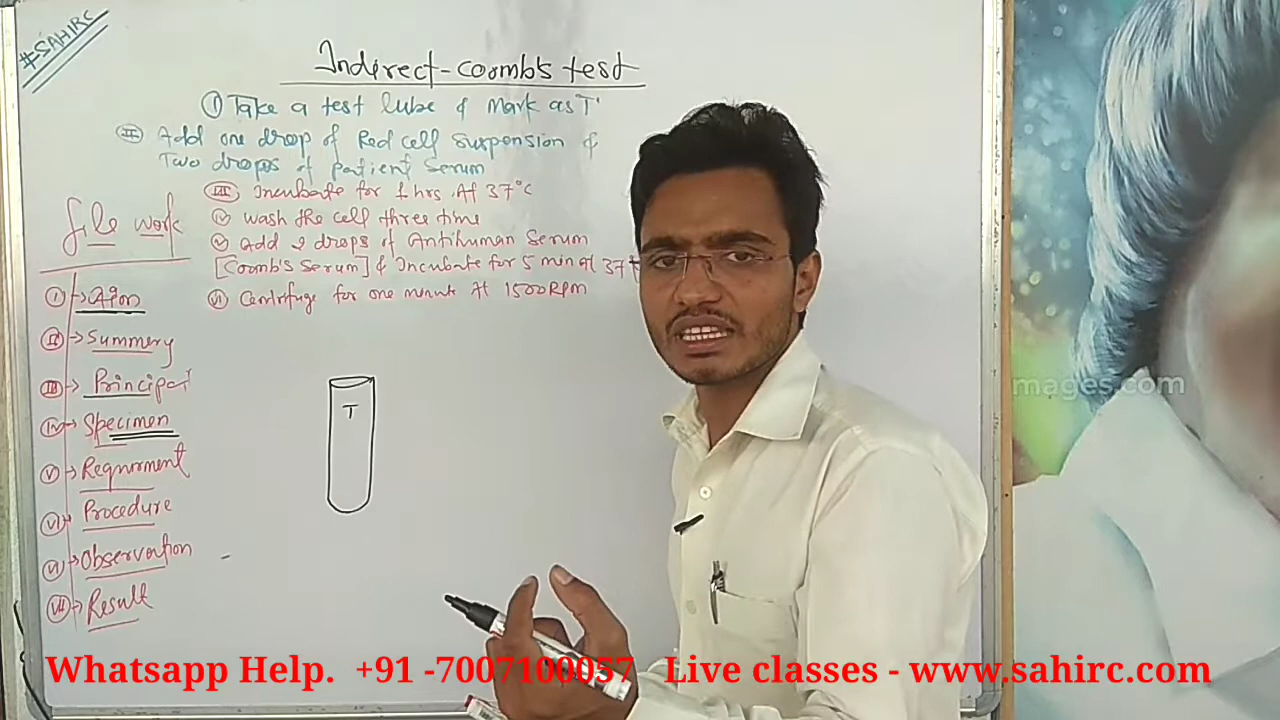 #SAHIRC
Indirect-coomb's test
I Take a test tube & Mark as T'
II Add one drop of Red cell suspension &
Two drops of patient serum
III Incubate for 1 hrs At 37°C
IV wash the cell three time
V Add 2 drops of Antihuman Serum
[Coomb's Serum] & Incubate for 5 min at 37°
VI Centrifuge for one minute At 1500 RPM
file work
I → Aim
II → Summery
III → Principal
IV → Specimen
V → Requirment
VI → Procedure
VI → Observation -
VII → Result
T
mages.com
Whatsapp Help. +91 -7007100057 Live classes - www.sahirc.com